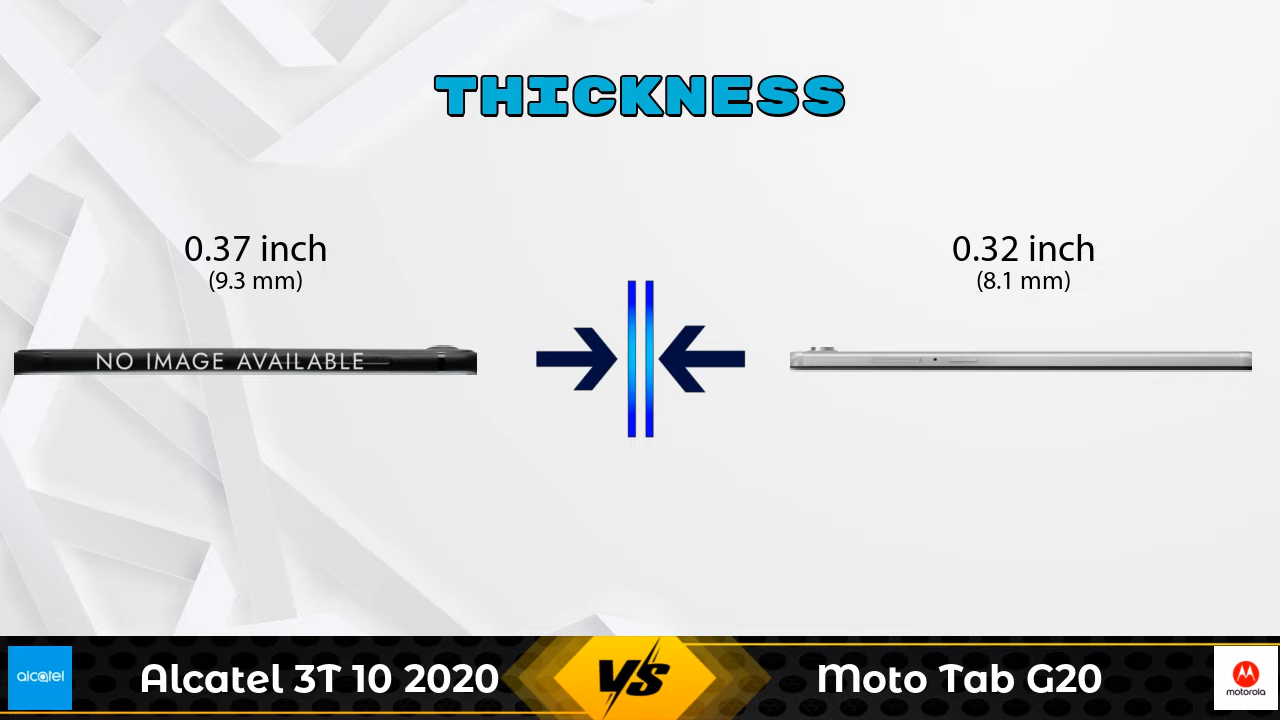 THICKNESS
0.37 inch
(9.3 mm)
0.32 inch
(8.1 mm)
NO IMAGE AVAILABLE
alcatel
Alcatel 3T 10 2020
VS
Moto Tab G20
motorola